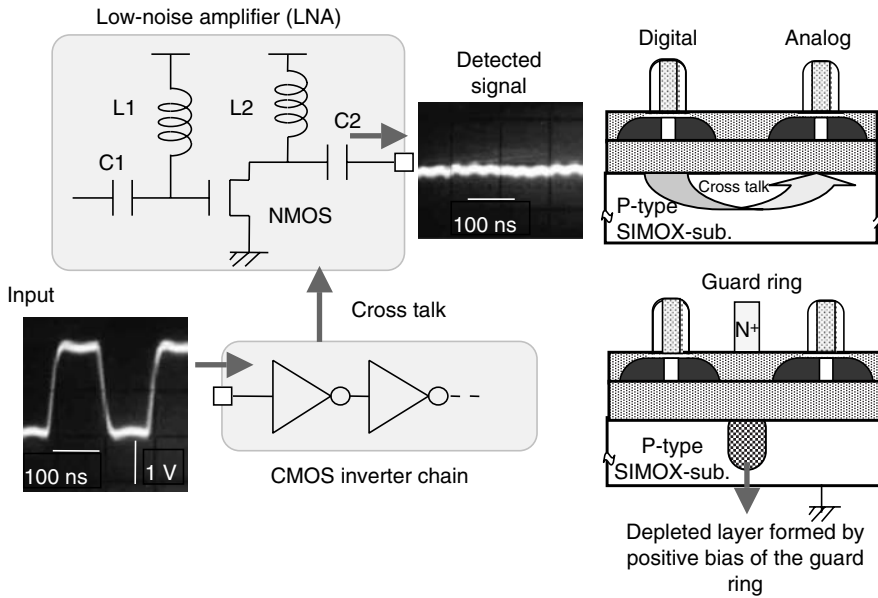 Low-noise amplifier (LNA)
L1
L2
C1
C2
NMOS
Detected
signal
100 ns
Digital
Analog
Cross talk
P-type
SIMOX-sub.
Input
100 ns
1 V
Cross talk
CMOS inverter chain
Guard ring
N+
P-type
SIMOX-sub.
Depleted layer formed by
positive bias of the guard
ring